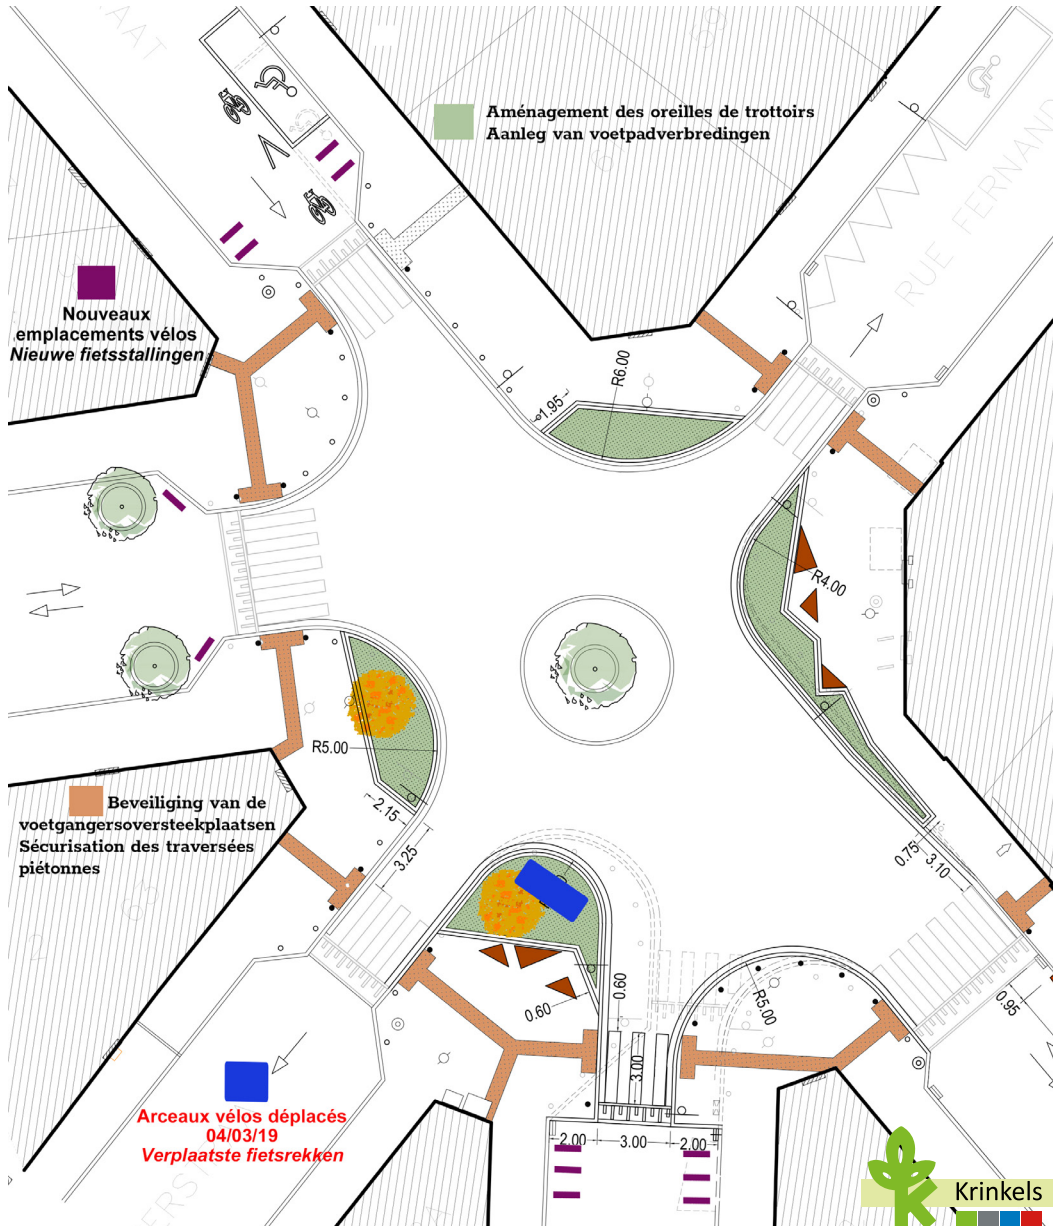 Aménagement des oreilles de trottoirs
Aanleg van voetpadverbredingen
RUE FERNAND
Nouveaux
emplacements vélos
Nieuwe fietsstallingen
R6.00
1.95
R4.00
R5.00
2.15
3.25
Beveiliging van de
voetgangersoversteekplaatsen
Sécurisation des traversées
piétonnes
0.75
3.10
0.95
0.60
0.60
R5.00
3.00
2.00
3.00
2.00
Arceaux vélos déplacés
04/03/19
Verplaatste fietsrekken
Krinkels